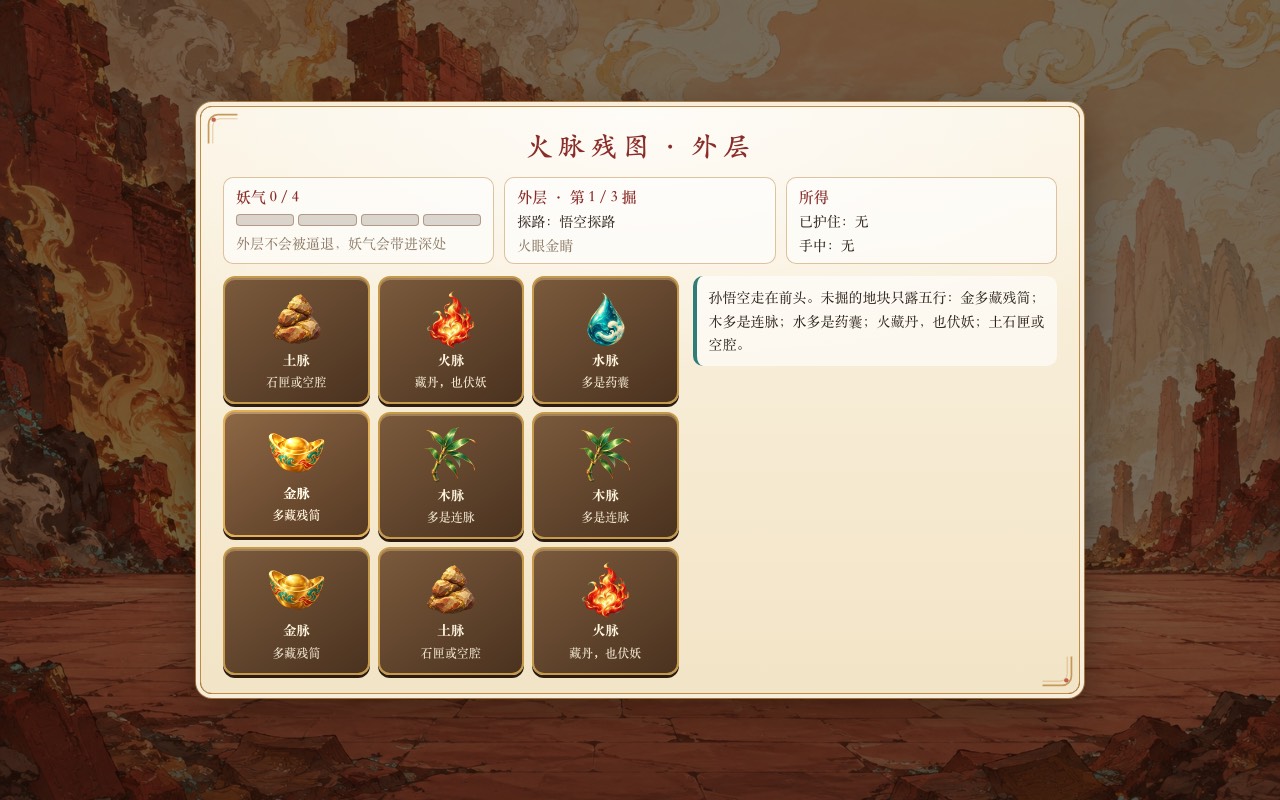 火脉残图 · 外层
妖气 0 / 4
外层不会被逼退，妖气会带进深处
外层 · 第 1 / 3 掘
探路：悟空探路
火眼金睛
所得
已护住：无
手中：无
土脉
石匣或空腔
火脉
藏丹，也伏妖
水脉
多是药囊
金脉
多藏残简
木脉
多是连脉
木脉
多是连脉
金脉
多藏残简
土脉
石匣或空腔
火脉
藏丹，也伏妖
孙悟空走在前头。未掘的地块只露五行：金多藏残简；
木多是连脉；水多是药囊；火藏丹，也伏妖；土石匣或
空腔。